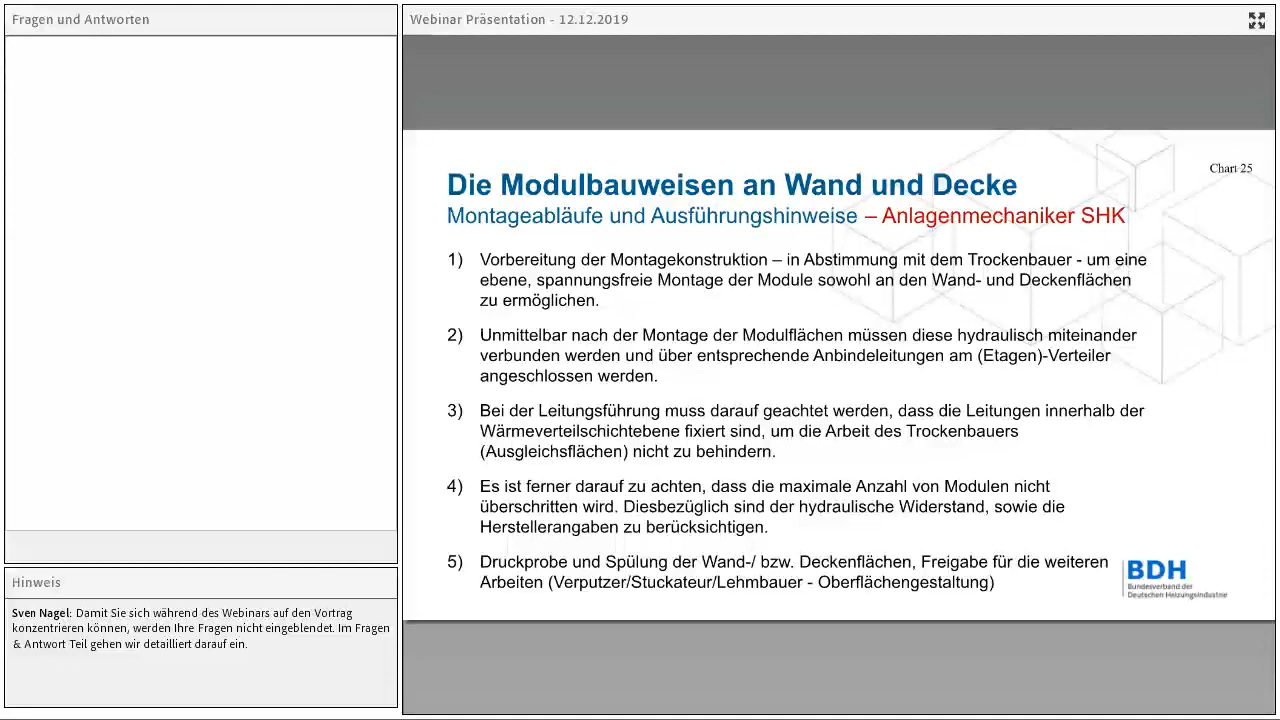 Fragen und Antworten
Hinweis
Sven Nagel: Damit Sie sich während des Webinars auf den Vortrag
konzentrieren können, werden Ihre Fragen nicht eingeblendet. Im Fragen
& Antwort Teil gehen wir detailliert darauf ein.
Webinar Präsentation - 12.12.2019
Chart 25
Die Modulbauweisen an Wand und Decke
Montageabläufe und Ausführungshinweise – Anlagenmechaniker SHK
1) Vorbereitung der Montagekonstruktion – in Abstimmung mit dem Trockenbauer - um eine
ebene, spannungsfreie Montage der Module sowohl an den Wand- und Deckenflächen
zu ermöglichen.
2) Unmittelbar nach der Montage der Modulflächen müssen diese hydraulisch miteinander
verbunden werden und über entsprechende Anbindeleitungen am (Etagen)-Verteiler
angeschlossen werden.
3) Bei der Leitungsführung muss darauf geachtet werden, dass die Leitungen innerhalb der
Wärmeverteilschichtebene fixiert sind, um die Arbeit des Trockenbauers
(Ausgleichsflächen) nicht zu behindern.
4) Es ist ferner darauf zu achten, dass die maximale Anzahl von Modulen nicht
überschritten wird. Diesbezüglich sind der hydraulische Widerstand, sowie die
Herstellerangaben zu berücksichtigen.
5) Druckprobe und Spülung der Wand-/ bzw. Deckenflächen, Freigabe für die weiteren
Arbeiten (Verputzer/Stuckateur/Lehmbauer - Oberflächengestaltung)
BDH
Bundesverband der
Deutschen Heizungsindustrie